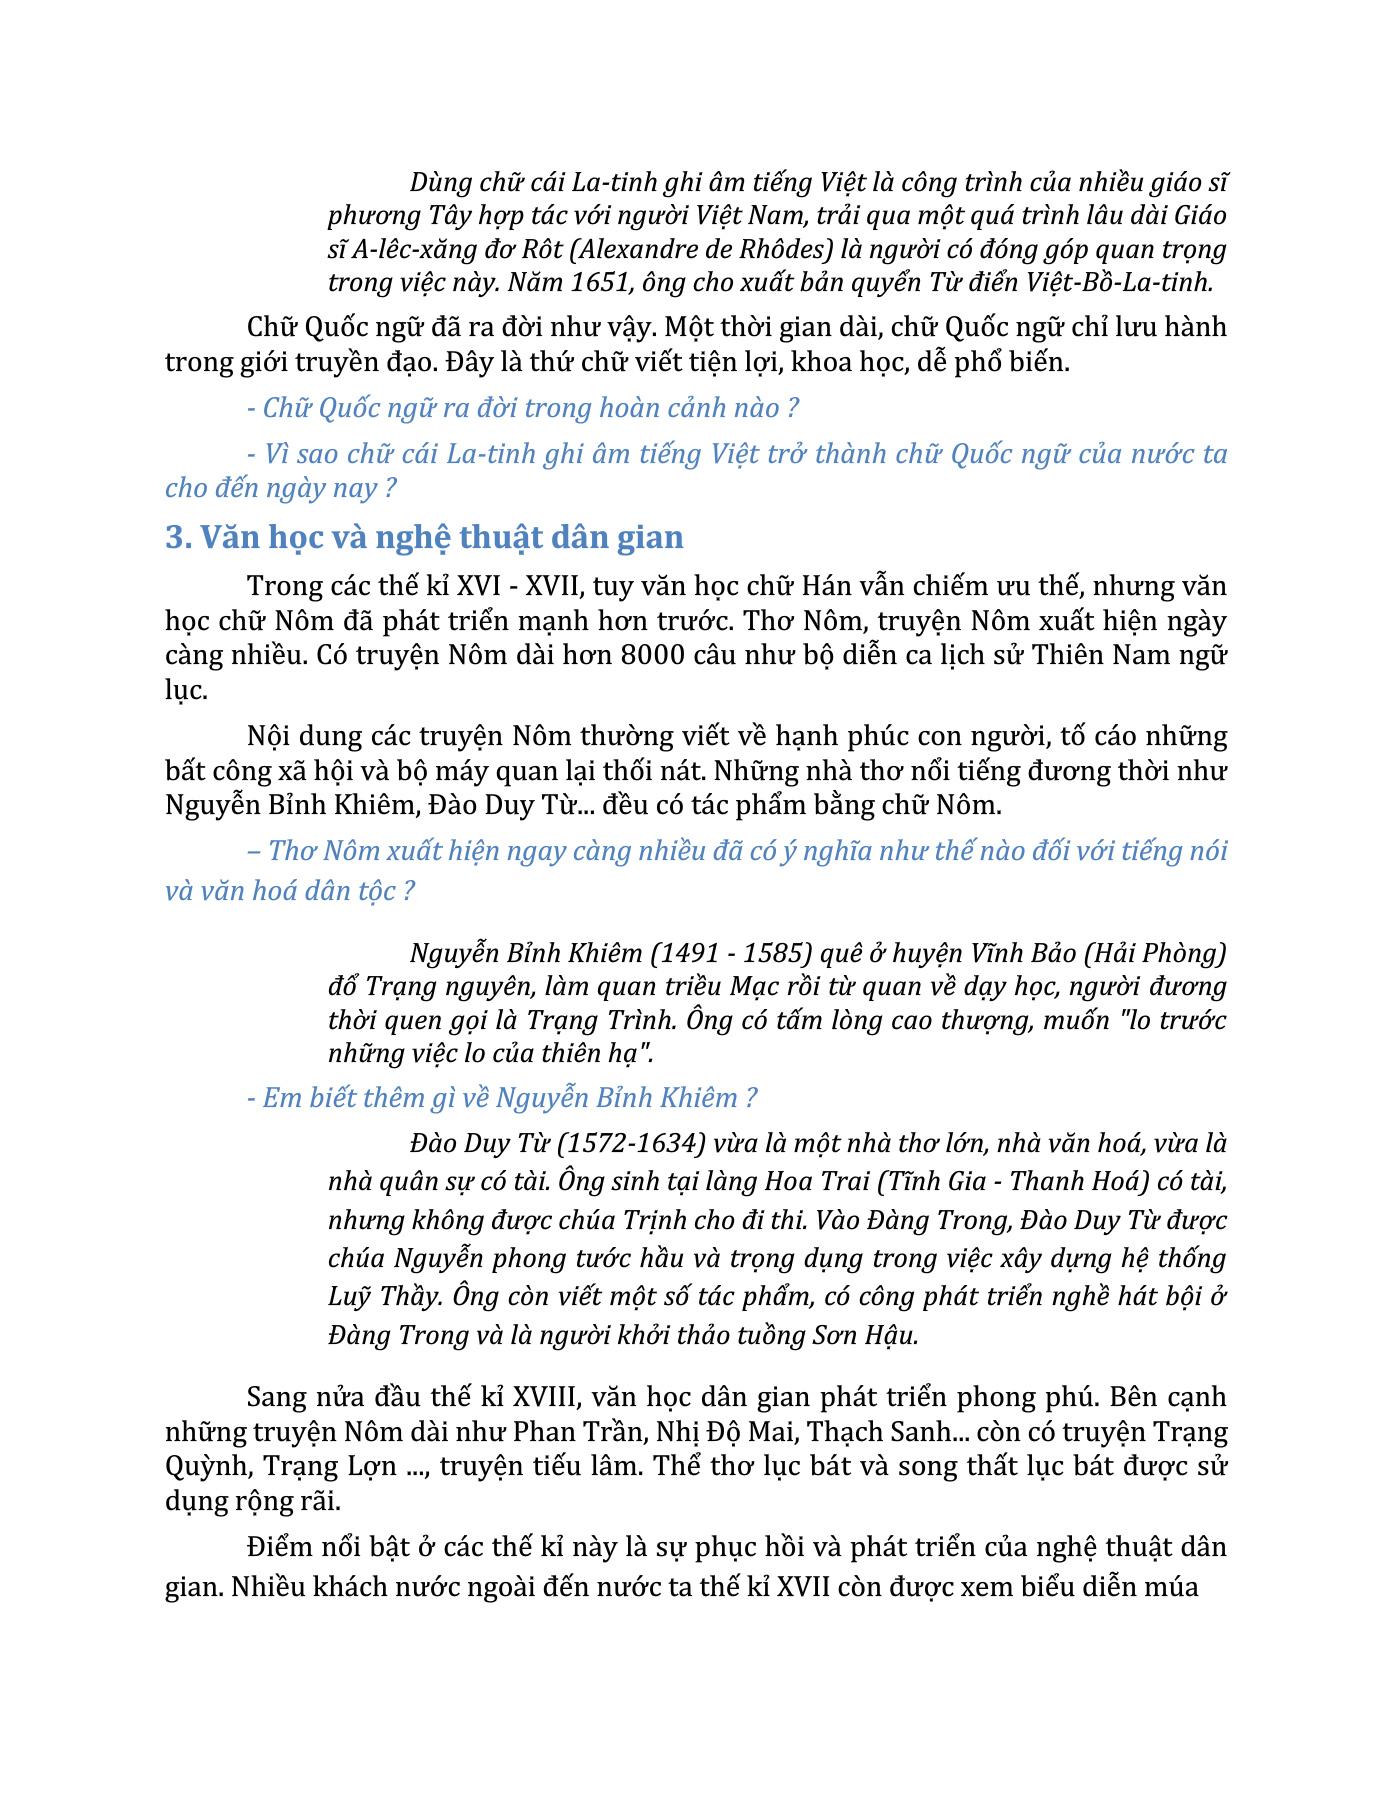 Dùng chữ cái La-tinh ghi âm tiếng Việt là công trình của nhiều giáo sĩ
phương Tây hợp tác với người Việt Nam, trải qua một quá trình lâu dài Giáo
sĩ A-lêc-xăng đơ Rôt (Alexandre de Rhôdes) là người có đóng góp quan trọng
trong việc này. Năm 1651, ông cho xuất bản quyển Từ điển Việt-Bồ-La-tinh.
Chữ Quốc ngữ đã ra đời như vậy. Một thời gian dài, chữ Quốc ngữ chỉ lưu hành
trong giới truyền đạo. Đây là thứ chữ viết tiện lợi, khoa học, dễ phổ biến.
- Chữ Quốc ngữ ra đời trong hoàn cảnh nào ?
- Vì sao chữ cái La-tinh ghi âm tiếng Việt trở thành chữ Quốc ngữ của nước ta
cho đến ngày nay ?
3. Văn học và nghệ thuật dân gian
Trong các thế kỉ XVI - XVII, tuy văn học chữ Hán vẫn chiếm ưu thế, nhưng văn
học chữ Nôm đã phát triển mạnh hơn trước. Thơ Nôm, truyện Nôm xuất hiện ngày
càng nhiều. Có truyện Nôm dài hơn 8000 câu như bộ diễn ca lịch sử Thiên Nam ngữ
lục.
Nội dung các truyện Nôm thường viết về hạnh phúc con người, tố cáo những
bất công xã hội và bộ máy quan lại thối nát. Những nhà thơ nổi tiếng đương thời như
Nguyễn Bỉnh Khiêm, Đào Duy Từ... đều có tác phẩm bằng chữ Nôm.
– Thơ Nôm xuất hiện ngay càng nhiều đã có ý nghĩa như thế nào đối với tiếng nói
và văn hoá dân tộc ?
Nguyễn Bỉnh Khiêm (1491 - 1585) quê ở huyện Vĩnh Bảo (Hải Phòng)
đổ Trạng nguyên, làm quan triều Mạc rồi từ quan về dạy học, người đương
thời quen gọi là Trạng Trình. Ông có tấm lòng cao thượng, muốn "lo trước
những việc lo của thiên hạ".
- Em biết thêm gì về Nguyễn Bỉnh Khiêm ?
Đào Duy Từ (1572-1634) vừa là một nhà thơ lớn, nhà văn hoá, vừa là
nhà quân sự có tài. Ông sinh tại làng Hoa Trai (Tĩnh Gia - Thanh Hoá) có tài,
nhưng không được chúa Trịnh cho đi thi. Vào Đàng Trong, Đào Duy Từ được
chúa Nguyễn phong tước hầu và trọng dụng trong việc xây dựng hệ thống
Luỹ Thầy. Ông còn viết một số tác phẩm, có công phát triển nghề hát bội ở
Đàng Trong và là người khởi thảo tuồng Sơn Hậu.
Sang nửa đầu thế kỉ XVIII, văn học dân gian phát triển phong phú. Bên cạnh
những truyện Nôm dài như Phan Trần, Nhị Độ Mai, Thạch Sanh... còn có truyện Trạng
Quỳnh, Trạng Lợn ..., truyện tiếu lâm. Thể thơ lục bát và song thất lục bát được sử
dụng rộng rãi.
Điểm nổi bật ở các thế kỉ này là sự phục hồi và phát triển của nghệ thuật dân
gian. Nhiều khách nước ngoài đến nước ta thế kỉ XVII còn được xem biểu diễn múa